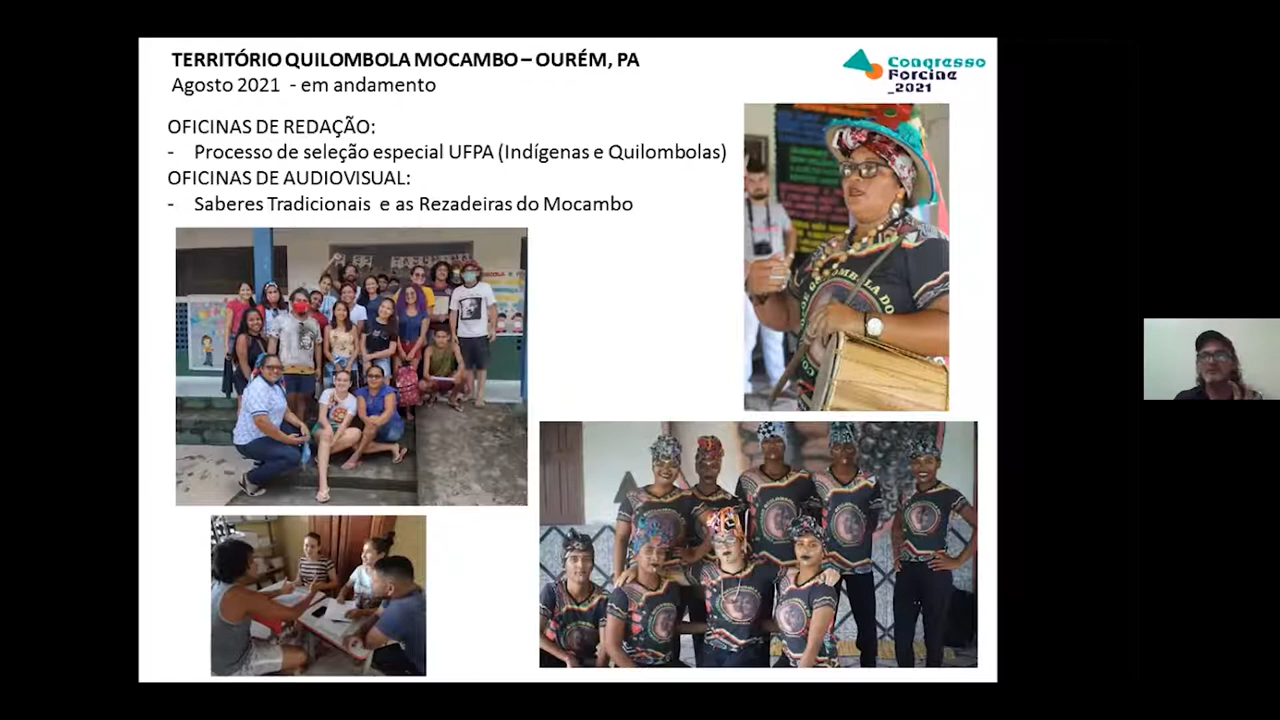 TERRITÓRIO QUILOMBOLA MOCAMBO – OURÉM, PA
Agosto 2021 - em andamento
Congresso
Forcine
_2021
OFICINAS DE REDAÇÃO:
- Processo de seleção especial UFPA (Indígenas e Quilombolas)
OFICINAS DE AUDIOVISUAL:
- Saberes Tradicionais e as Rezadeiras do Mocambo